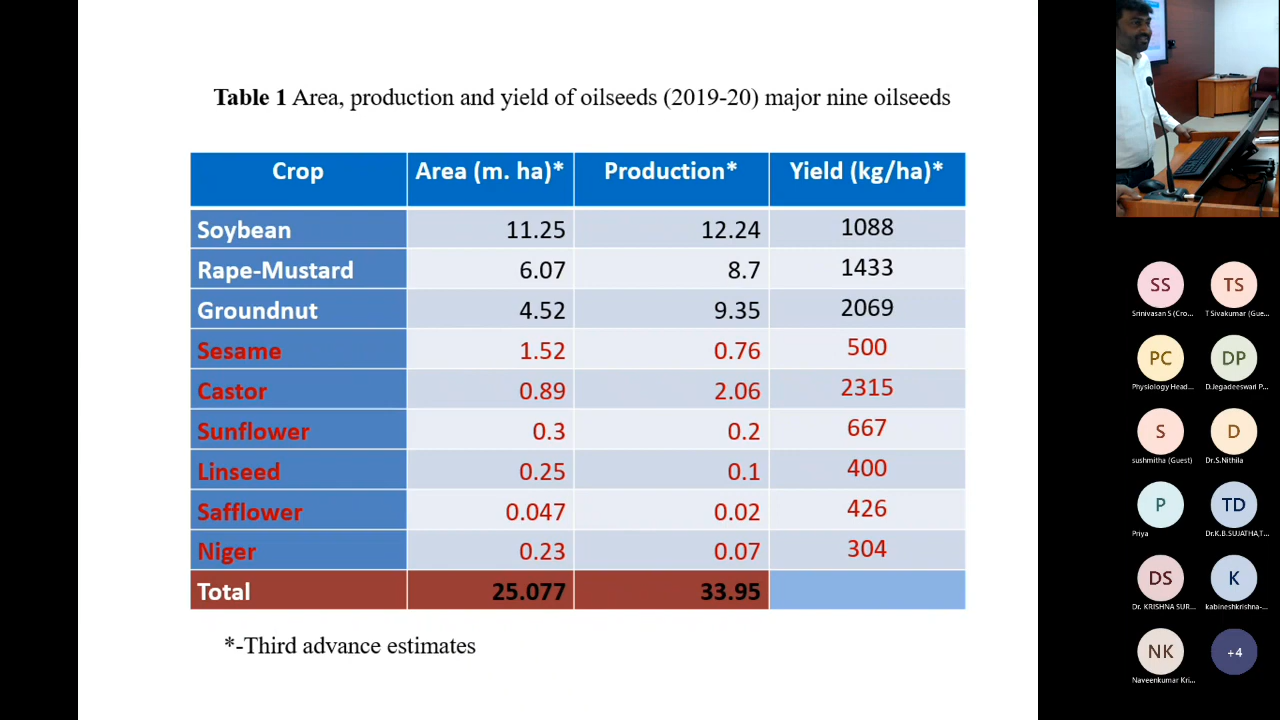 Table 1 Area, production and yield of oilseeds (2019-20) major nine oilseeds
Crop Area (m. ha)* Production* Yield (kg/ha)*
Soybean 11.25 12.24 1088
Rape-Mustard 6.07 8.7 1433
Groundnut 4.52 9.35 2069
Sesame 1.52 0.76 500
Castor 0.89 2.06 2315
Sunflower 0.3 0.2 667
Linseed 0.25 0.1 400
Safflower 0.047 0.02 426
Niger 0.23 0.07 304
Total 25.077 33.95
*-Third advance estimates
SS TS
Srinivasan S (Cro... T Sivakumar (Gue...
PC DP
Physiology Head... D.Jegadeeswari P...
S D
sushmitha (Guest) Dr.S.Nithila
P TD
Priya Dr.K.B.SUJATHA,T...
DS K
Dr. KRISHNA SUR... kabineshkrishna-...
NK +4
Naveenkumar Kri...